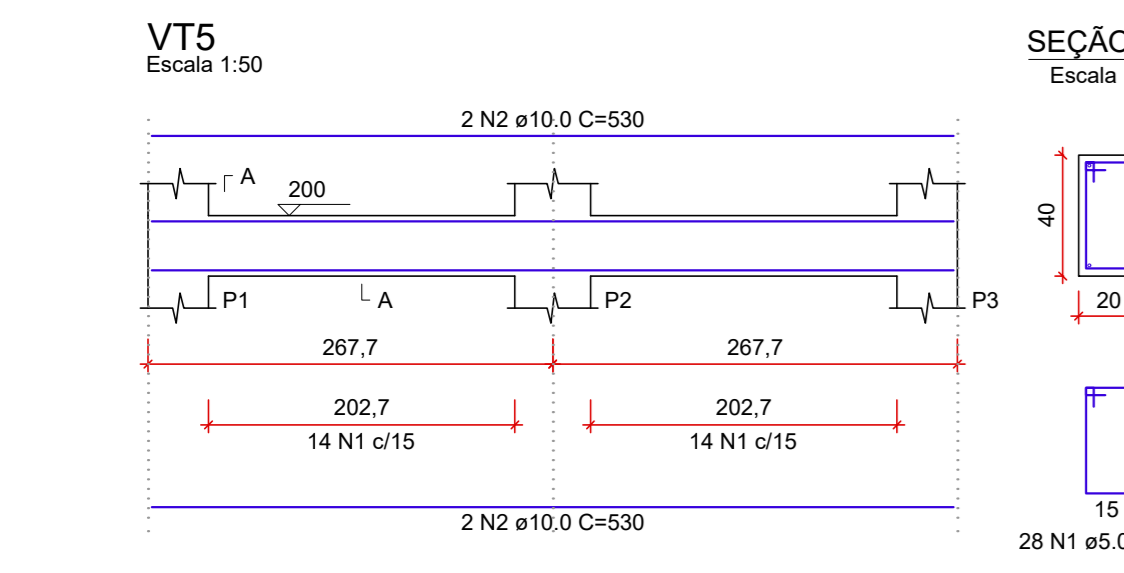 VT5
Escala 1:50
SEÇÃO
Escala
2 N2 ø10.0 C=530
A
200
40
P1
A
P2
P3
20
267,7
267,7
202,7
202,7
14 N1 c/15
14 N1 c/15
15
2 N2 ø10.0 C=530
28 N1 ø5.0